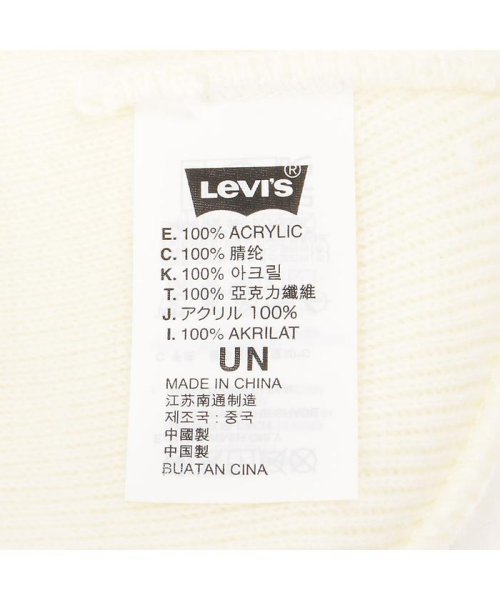 LEVI'S®
E. 100% ACRYLIC
C. 100% 腈纶
K. 100% 아크릴
T. 100% 亞克力纖維
J. アクリル 100%
I. 100% AKRILAT
UN
MADE IN CHINA
江苏南通制造
제조국 : 중국
中國製
中国製
BUATAN CINA